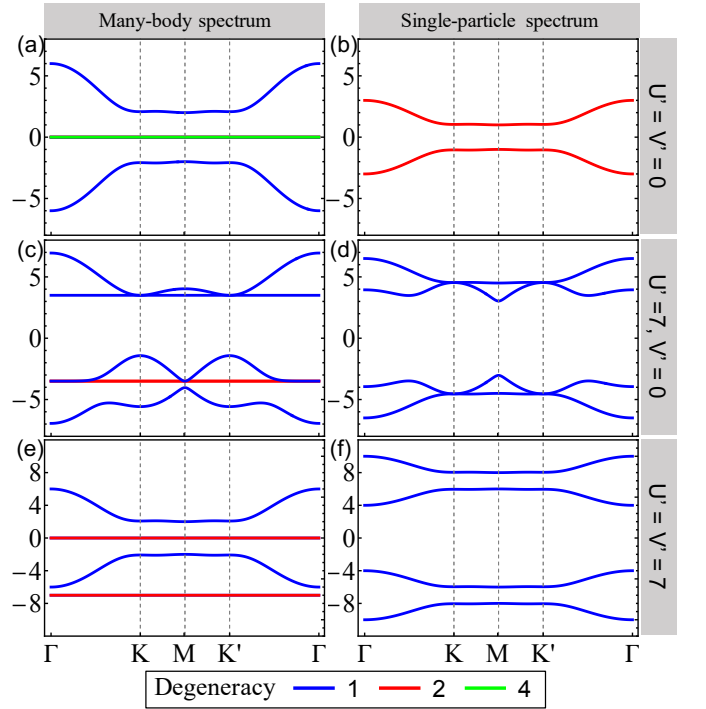 Many-body spectrum
Single-particle spectrum
(a)
5
0
−5
(b)
5
0
−5
U' = V' = 0
(c)
5
0
−5
(d)
5
0
−5
U' =7, V' =0
(e)
8
4
0
−4
−8
(f)
8
4
0
−4
−8
U' = V' = 7
Γ K M K' Γ
Γ K M K' Γ
Degeneracy 1 2 4